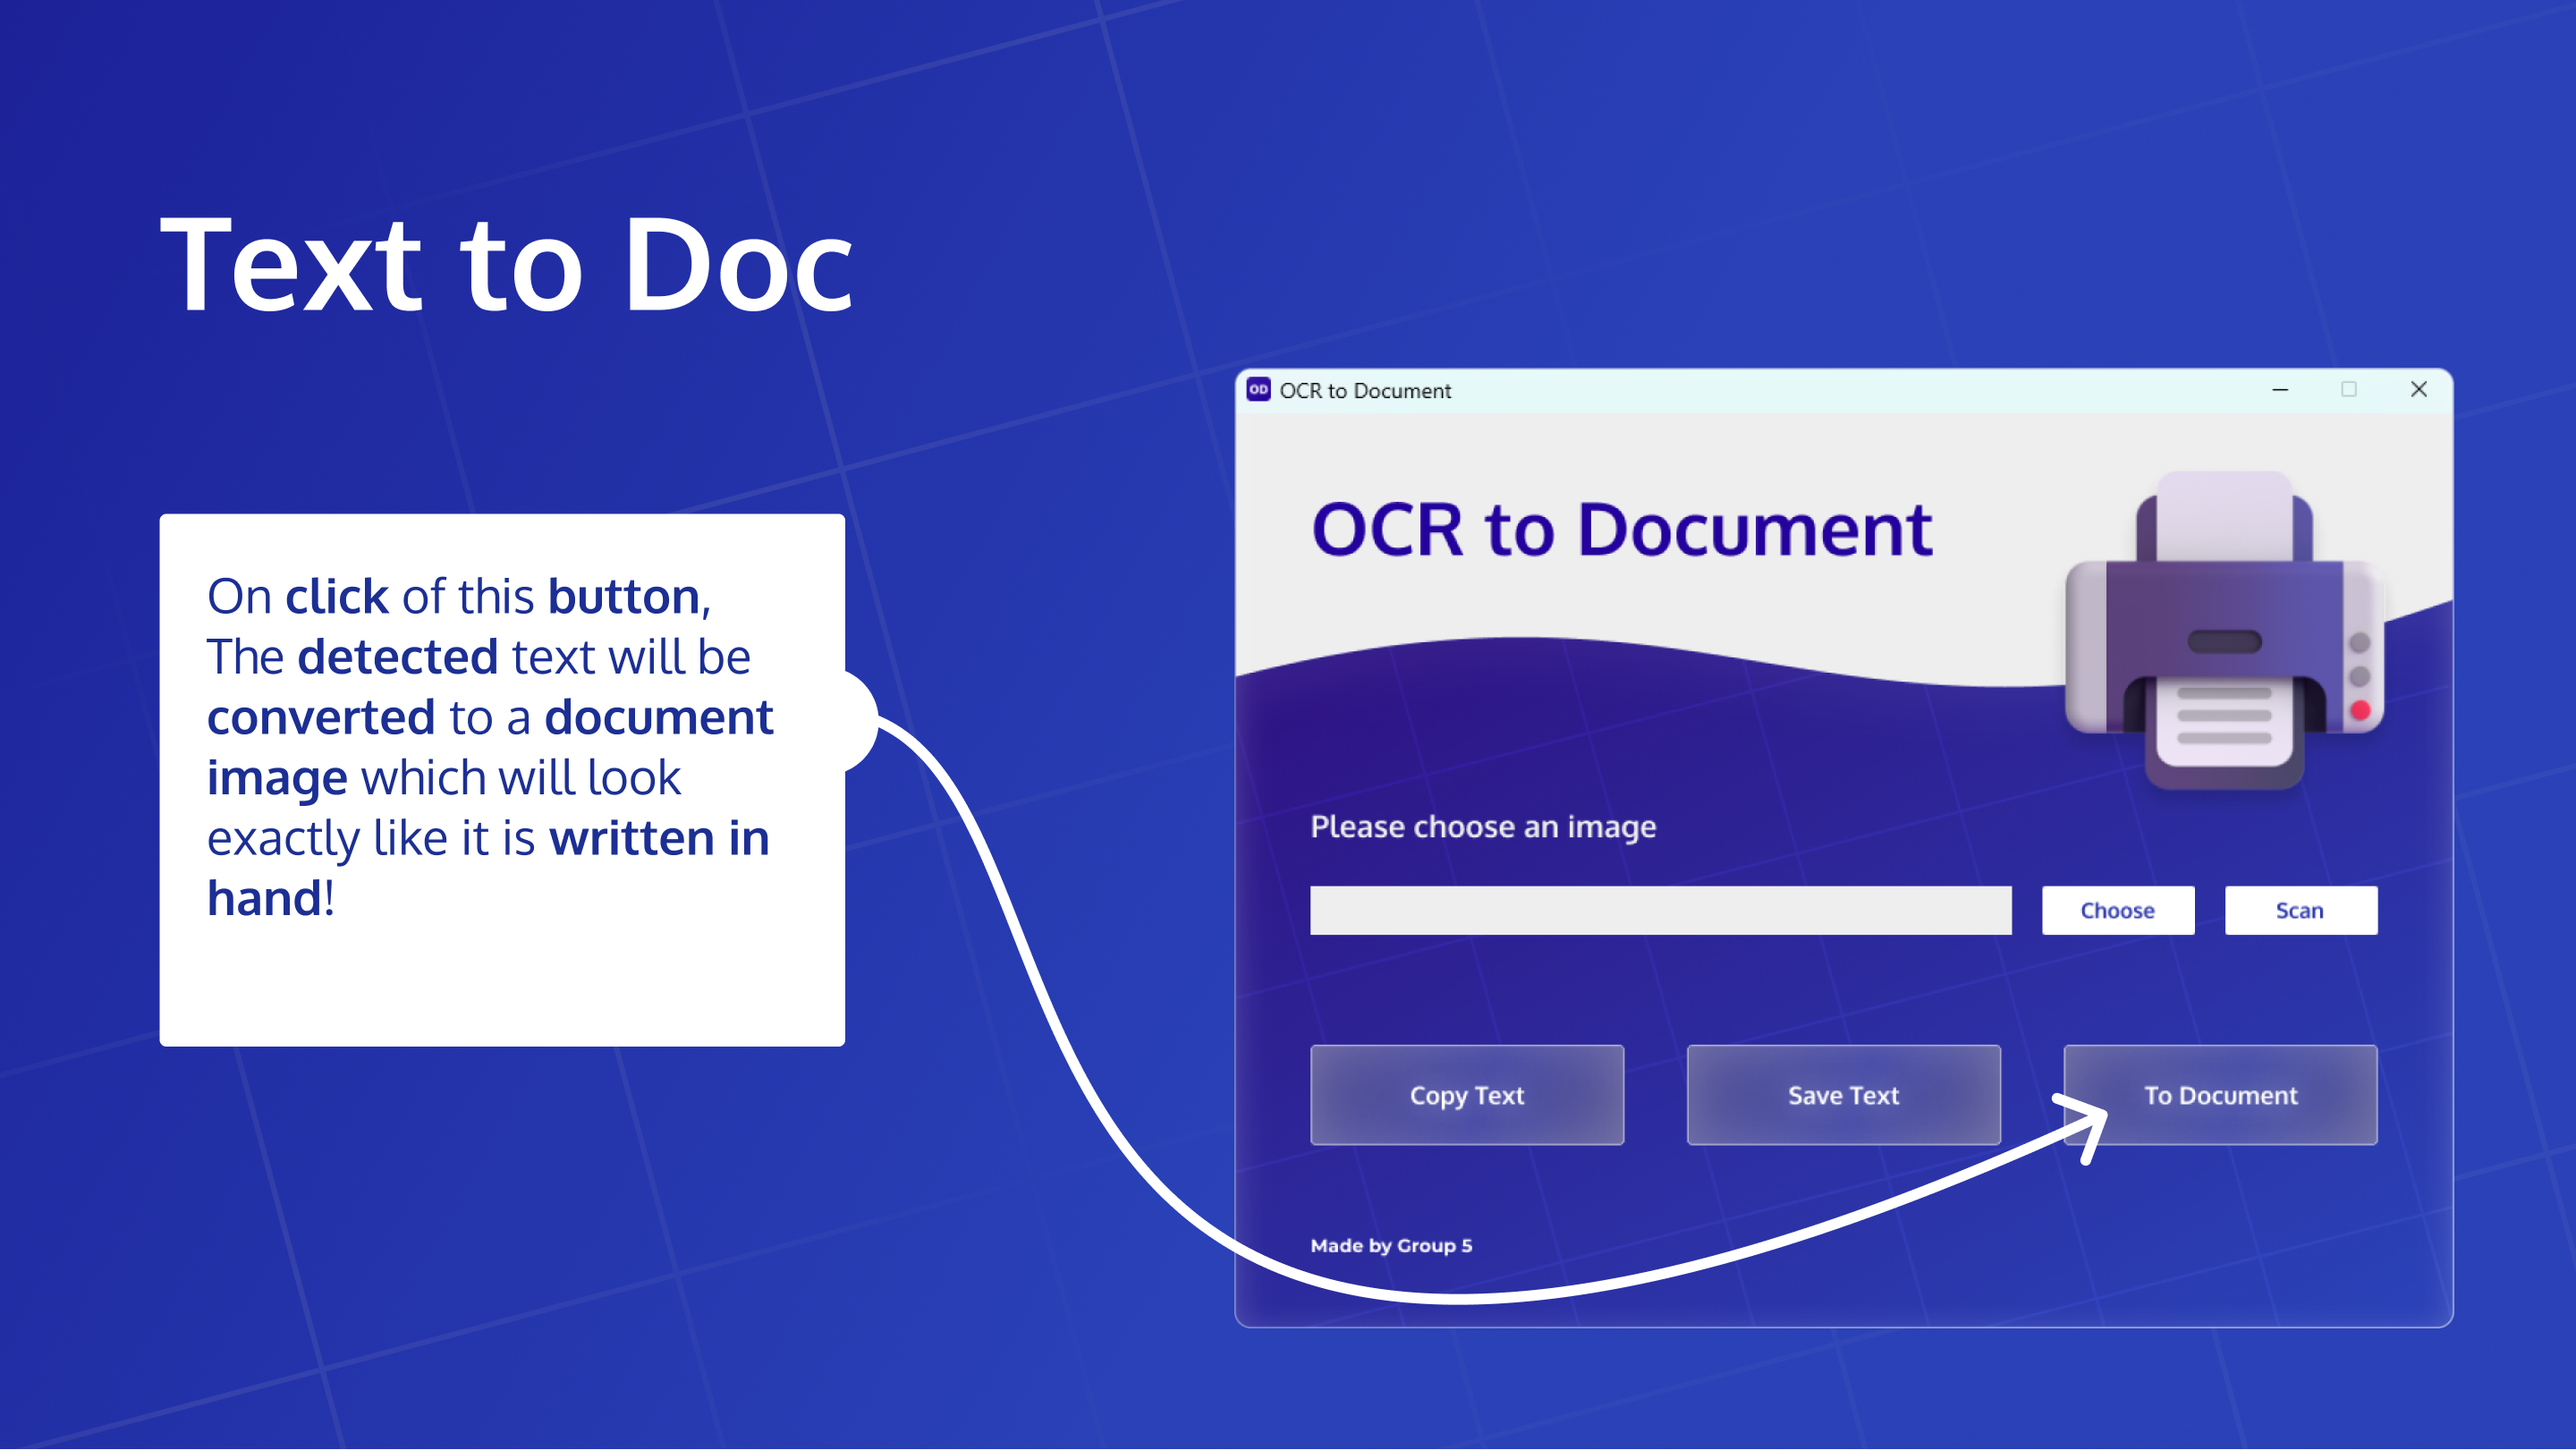 Text to Doc
On click of this button,
The detected text will be
converted to a document
image which will look
exactly like it is written in
hand!
OD OCR to Document
OCR to Document
Please choose an image
Choose Scan
Copy Text Save Text To Document
Made by Group 5